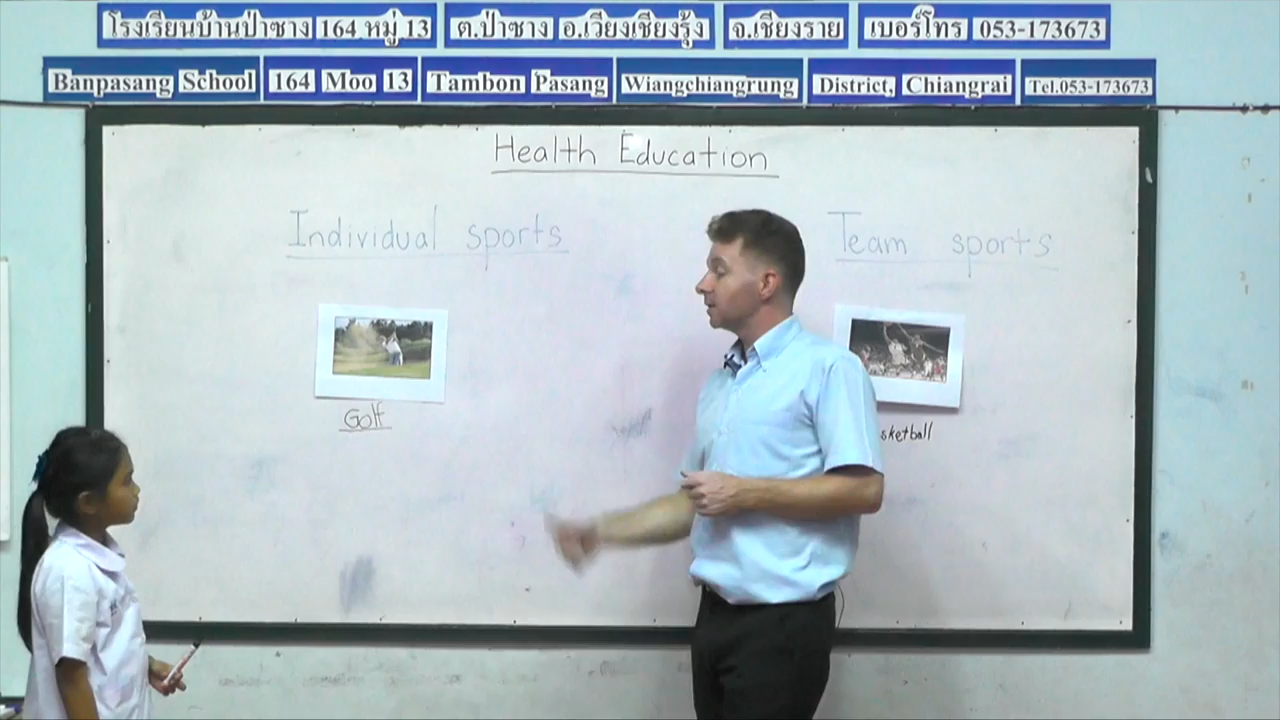 โรงเรียนบ้านป่าซาง 164 หมู่ 13 ต.ป่าซาง อ.เวียงเชียงรุ้ง จ.เชียงราย เบอร์โทร 053-173673
Banpasang School 164 Moo 13 Tambon Pasang Wiangchiangrung District, Chiangrai Tel.053-173673
Health Education
Individual sports Team sports
Golf
sketball